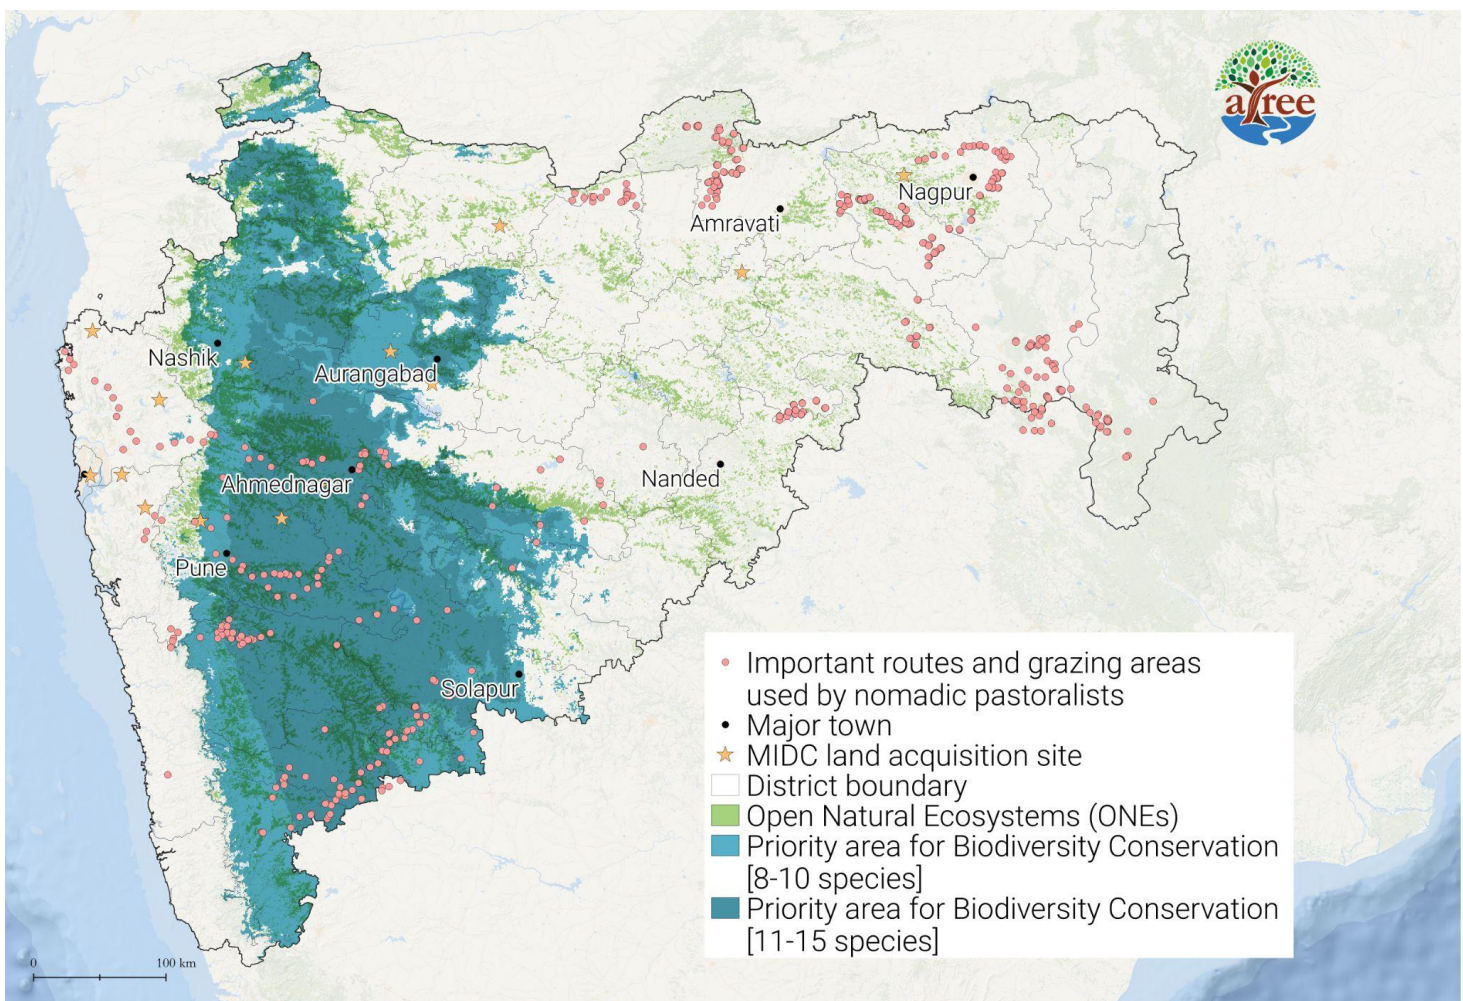 atree
Nagpur
Amravati
Nashik
Aurangabad
Nanded
Ahmednagar
Pune
Solapur
Important routes and grazing areas
used by nomadic pastoralists
Major town
MIDC land acquisition site
District boundary
Open Natural Ecosystems (ONEs)
Priority area for Biodiversity Conservation
[8-10 species]
Priority area for Biodiversity Conservation
[11-15 species]
0 100 km